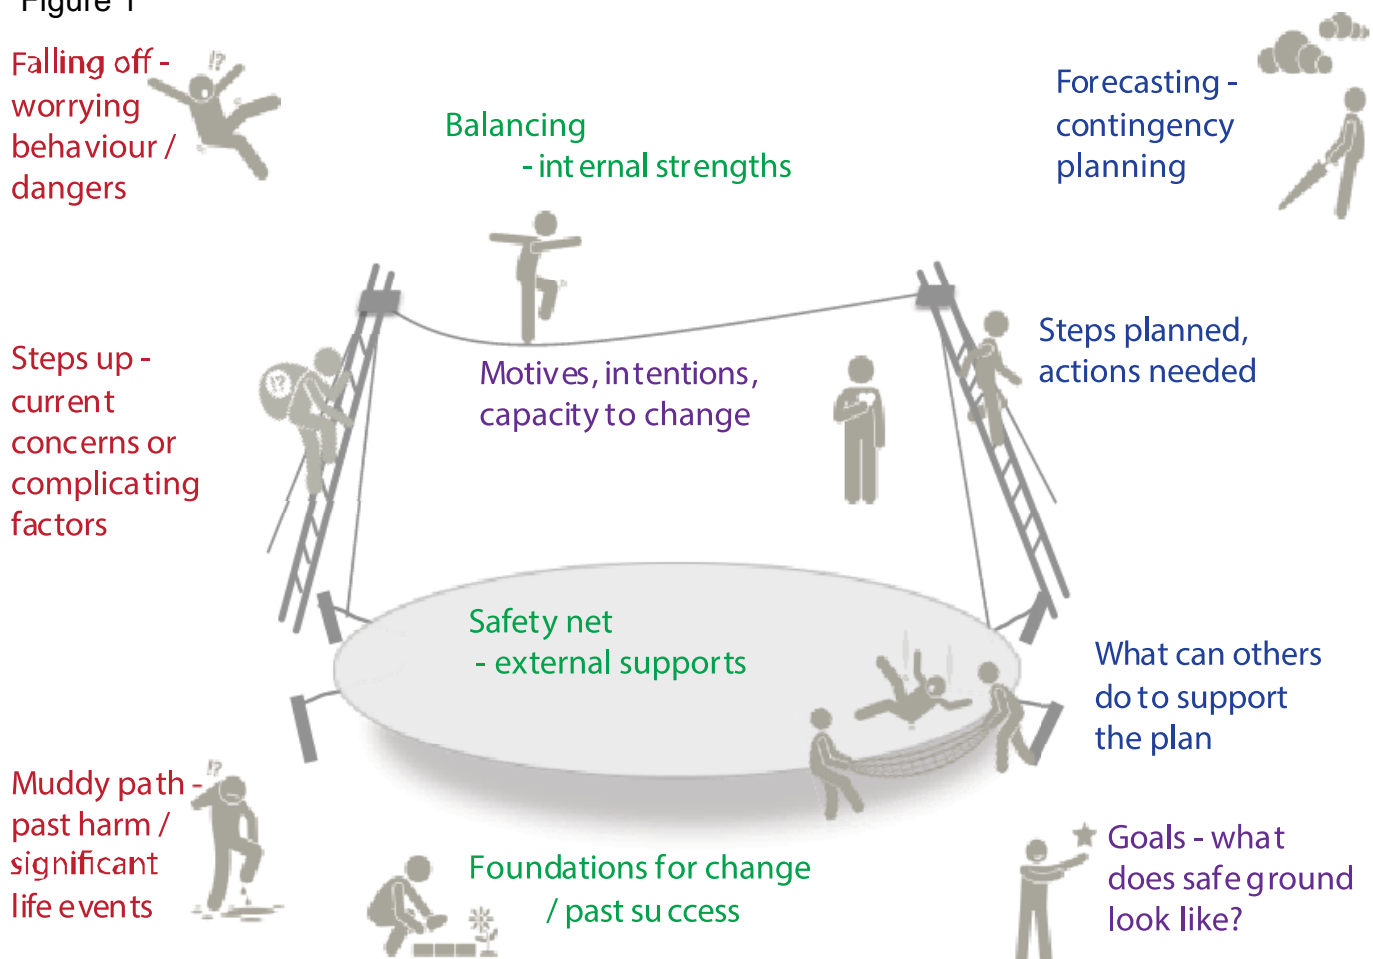 Figure 1
Falling off -
worrying
behaviour /
dangers
!?
Balancing
- internal strengths
Forecasting -
contingency
planning
Steps up -
current
concerns or
complicating
factors
!?
Motives, intentions,
capacity to change
Steps planned,
actions needed
Safety net
- external supports
What can others
do to support
the plan
Muddy path -
past harm /
significant
life events
!?
Foundations for change
/ past success
Goals - what
does safe ground
look like?